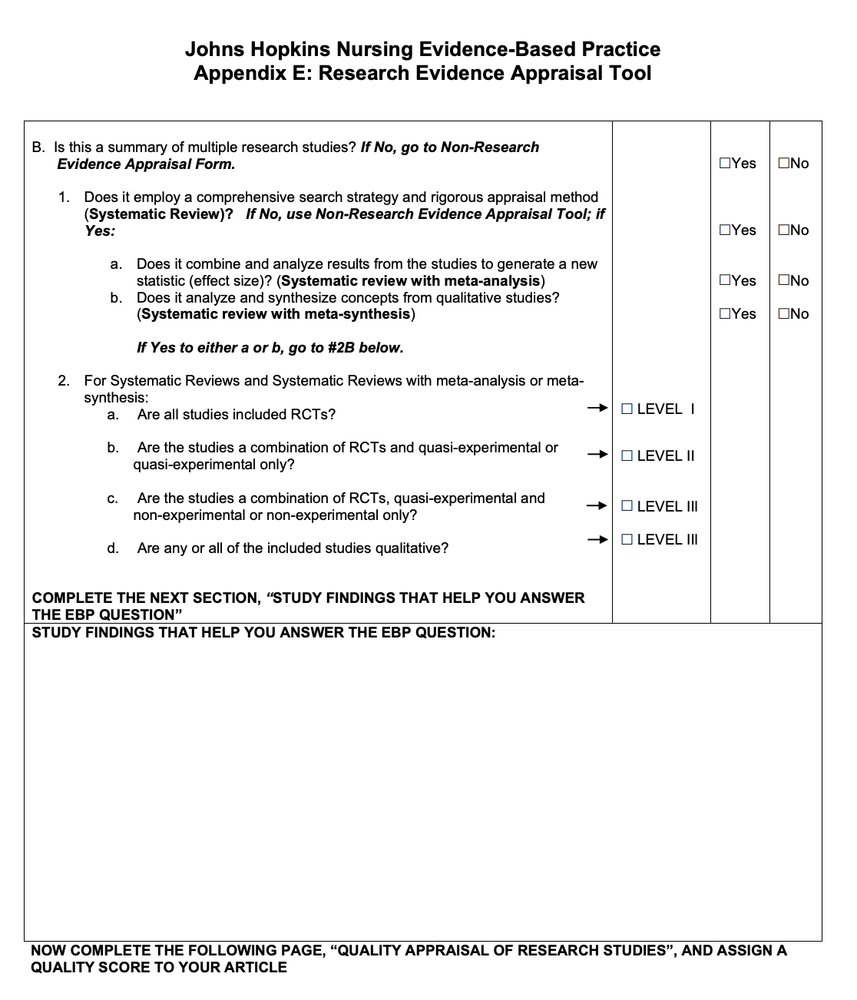 Johns Hopkins Nursing Evidence-Based Practice
Appendix E: Research Evidence Appraisal Tool
B. Is this a summary of multiple research studies? If No, go to Non-Research
Evidence Appraisal Form.
☐Yes ☐No
1. Does it employ a comprehensive search strategy and rigorous appraisal method
(Systematic Review)? If No, use Non-Research Evidence Appraisal Tool; if
Yes:
☐Yes ☐No
a. Does it combine and analyze results from the studies to generate a new
statistic (effect size)? (Systematic review with meta-analysis)
☐Yes ☐No
b. Does it analyze and synthesize concepts from qualitative studies?
(Systematic review with meta-synthesis)
☐Yes ☐No
If Yes to either a or b, go to #2B below.
2. For Systematic Reviews and Systematic Reviews with meta-analysis or meta-
synthesis:
a. Are all studies included RCTs?
→ ☐ LEVEL I
b. Are the studies a combination of RCTs and quasi-experimental or
quasi-experimental only?
→ ☐ LEVEL II
c. Are the studies a combination of RCTs, quasi-experimental and
non-experimental or non-experimental only?
→ ☐ LEVEL III
d. Are any or all of the included studies qualitative?
→ ☐ LEVEL III
COMPLETE THE NEXT SECTION, “STUDY FINDINGS THAT HELP YOU ANSWER
THE EBP QUESTION”
STUDY FINDINGS THAT HELP YOU ANSWER THE EBP QUESTION:
NOW COMPLETE THE FOLLOWING PAGE, “QUALITY APPRAISAL OF RESEARCH STUDIES”, AND ASSIGN A
QUALITY SCORE TO YOUR ARTICLE